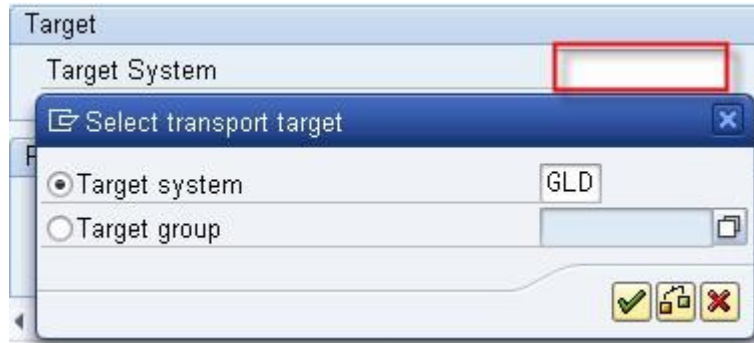 Target
Target System
Select transport target
Target system GLD
Target group